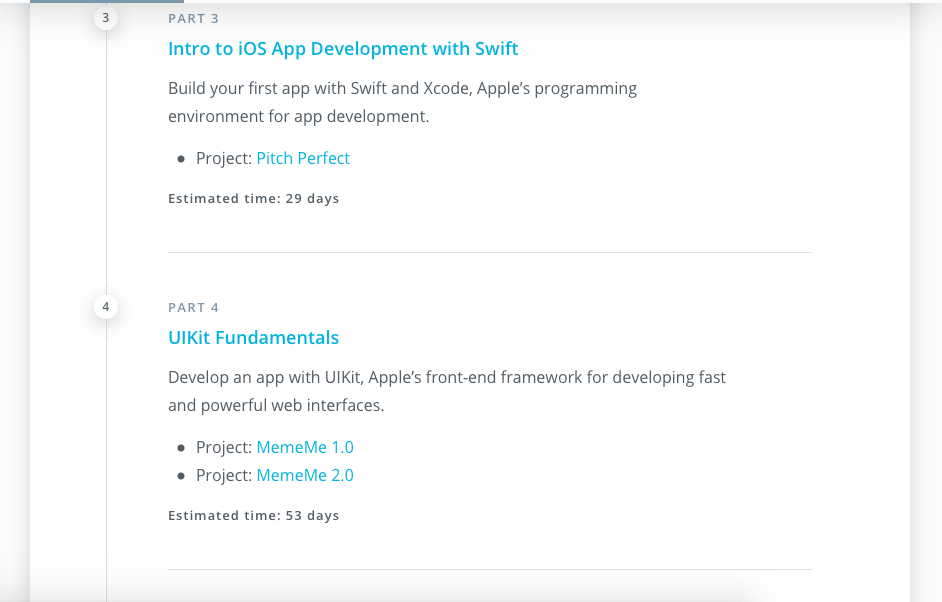 3
PART 3
Intro to iOS App Development with Swift
Build your first app with Swift and Xcode, Apple’s programming
environment for app development.
● Project: Pitch Perfect
Estimated time: 29 days
4
PART 4
UIKit Fundamentals
Develop an app with UIKit, Apple’s front-end framework for developing fast
and powerful web interfaces.
● Project: MemeMe 1.0
● Project: MemeMe 2.0
Estimated time: 53 days